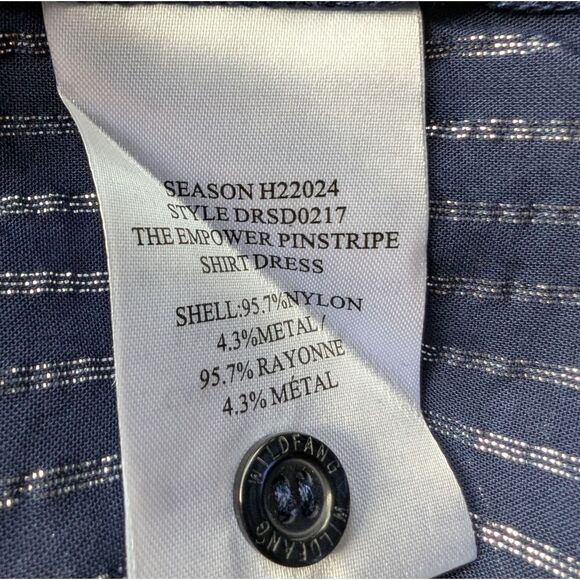 SEASON H22024
STYLE DRSD0217
THE EMPOWER PINSTRIPE
SHIRT DRESS
SHELL:95.7%NYLON
4.3%METAL/
95.7% RAYONNE
4.3% MÉTAL
WILDFANG WILDFANG